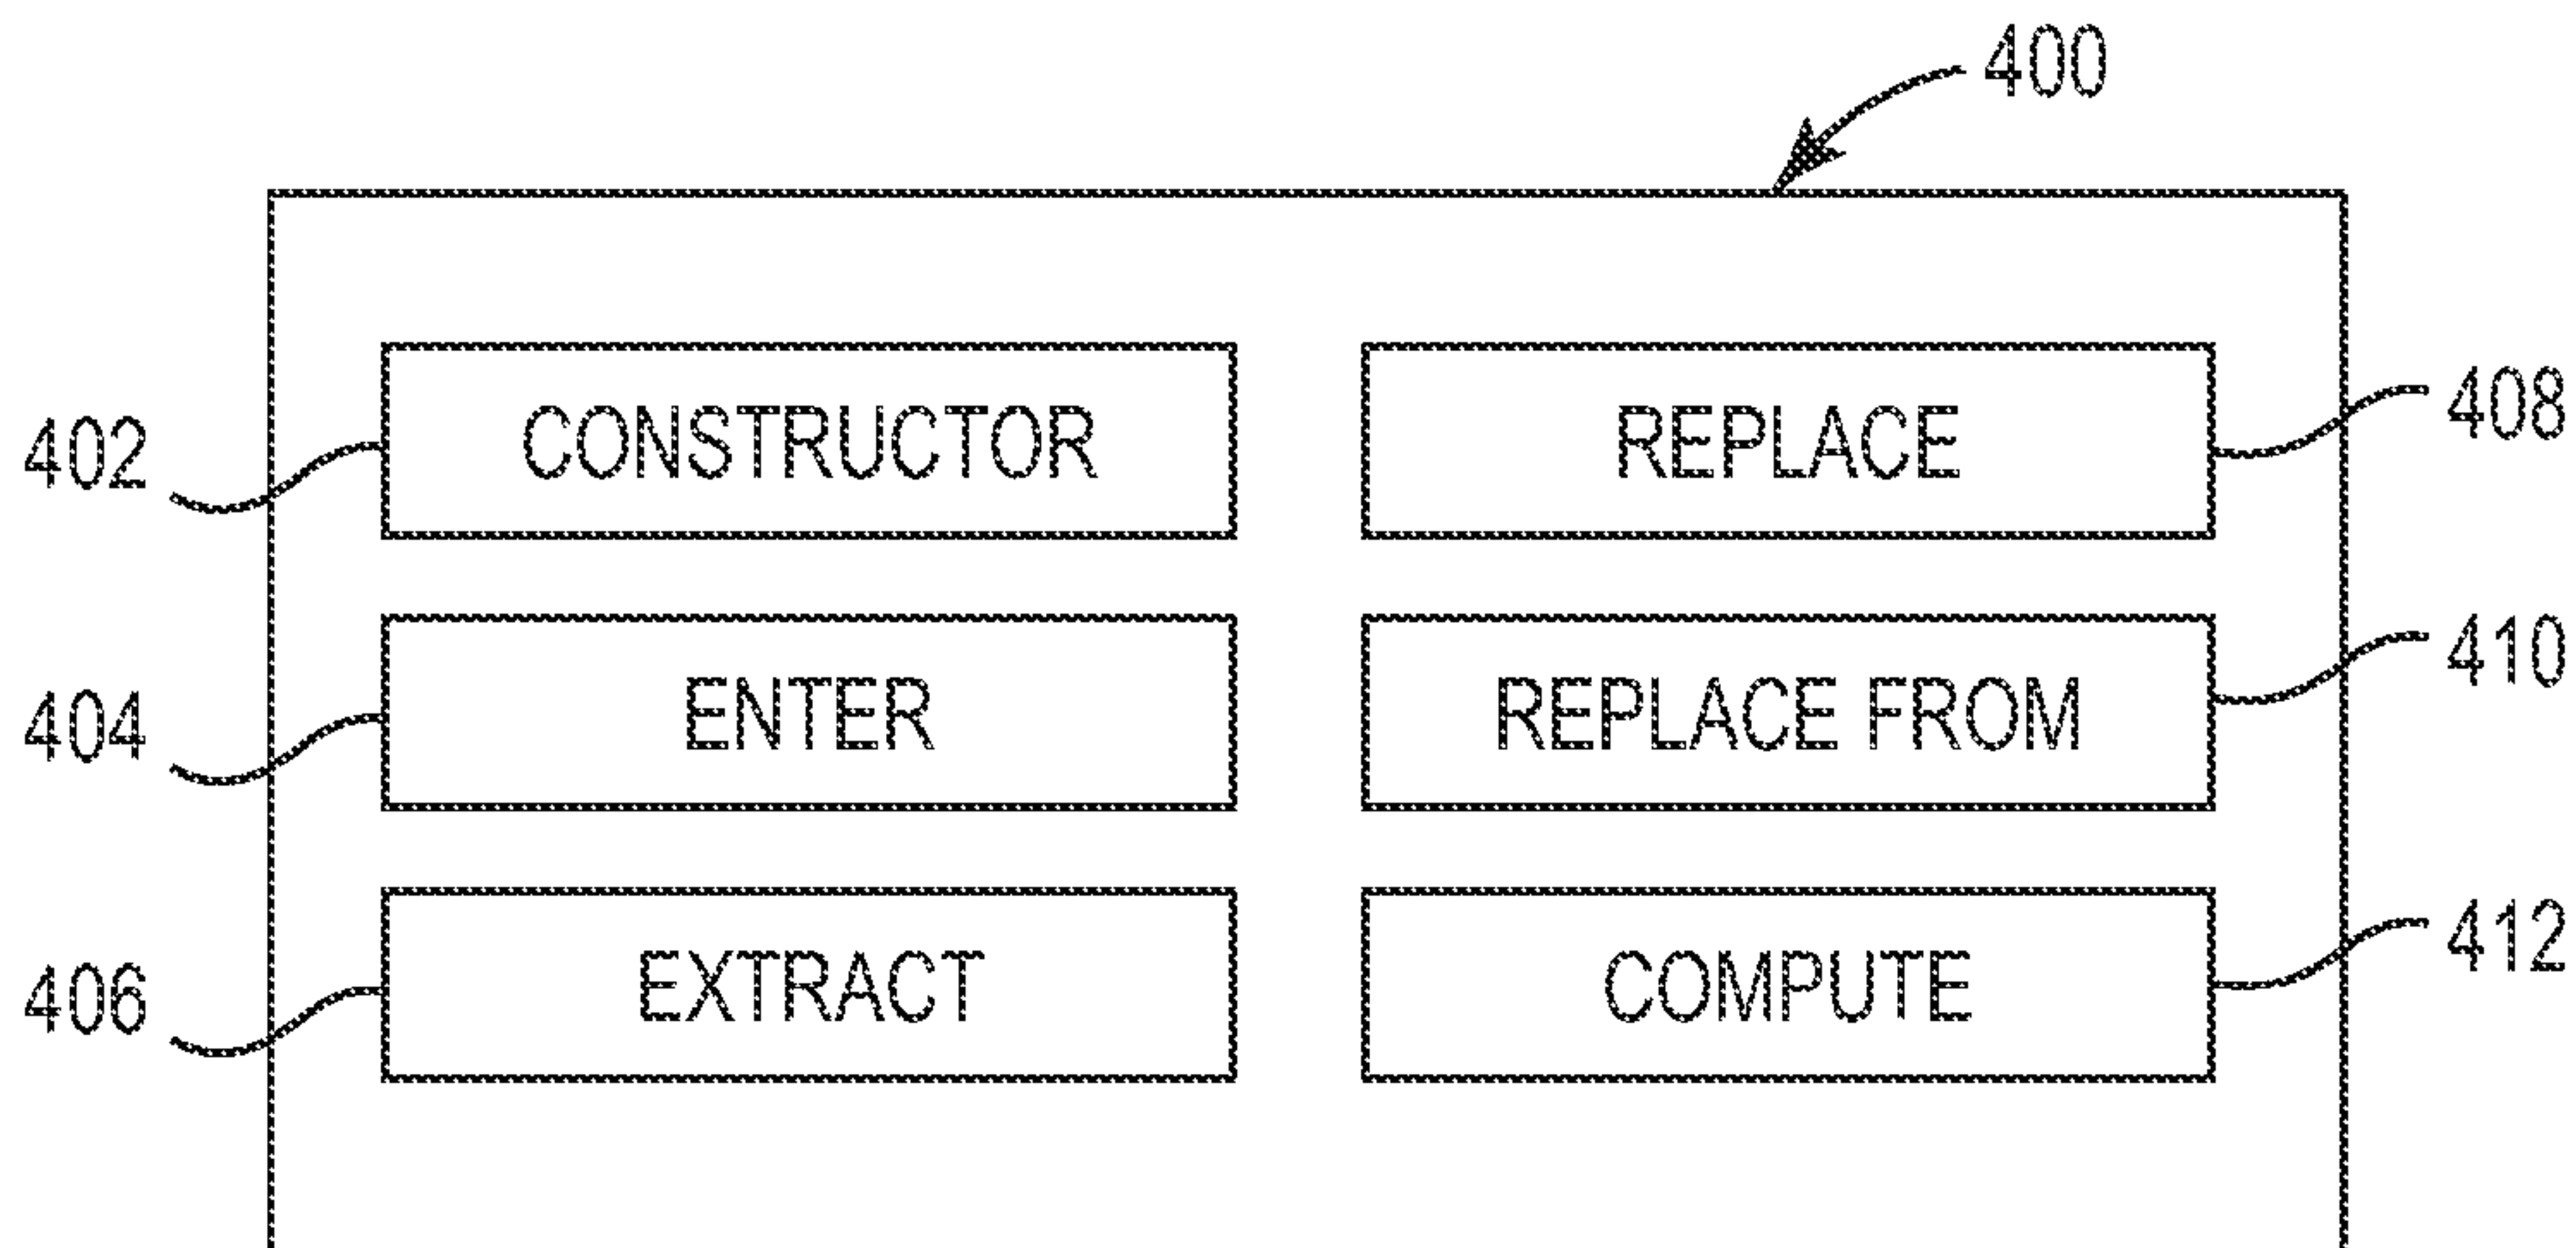 400
402 CONSTRUCTOR REPLACE 408
404 ENTER REPLACE FROM 410
406 EXTRACT COMPUTE 412